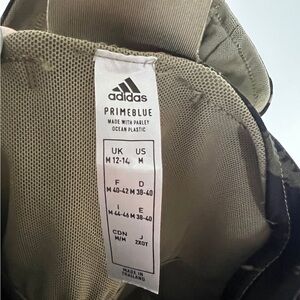 adidas
PRIMEBLUE
MADE WITH PARLEY
OCEAN PLASTIC
UK US
M 12-14 M
F D
M 40-42 M 38-40
I E
M 44-46 M 38-40
CDN J
M/M 2XOT
MADE IN
THAILAND